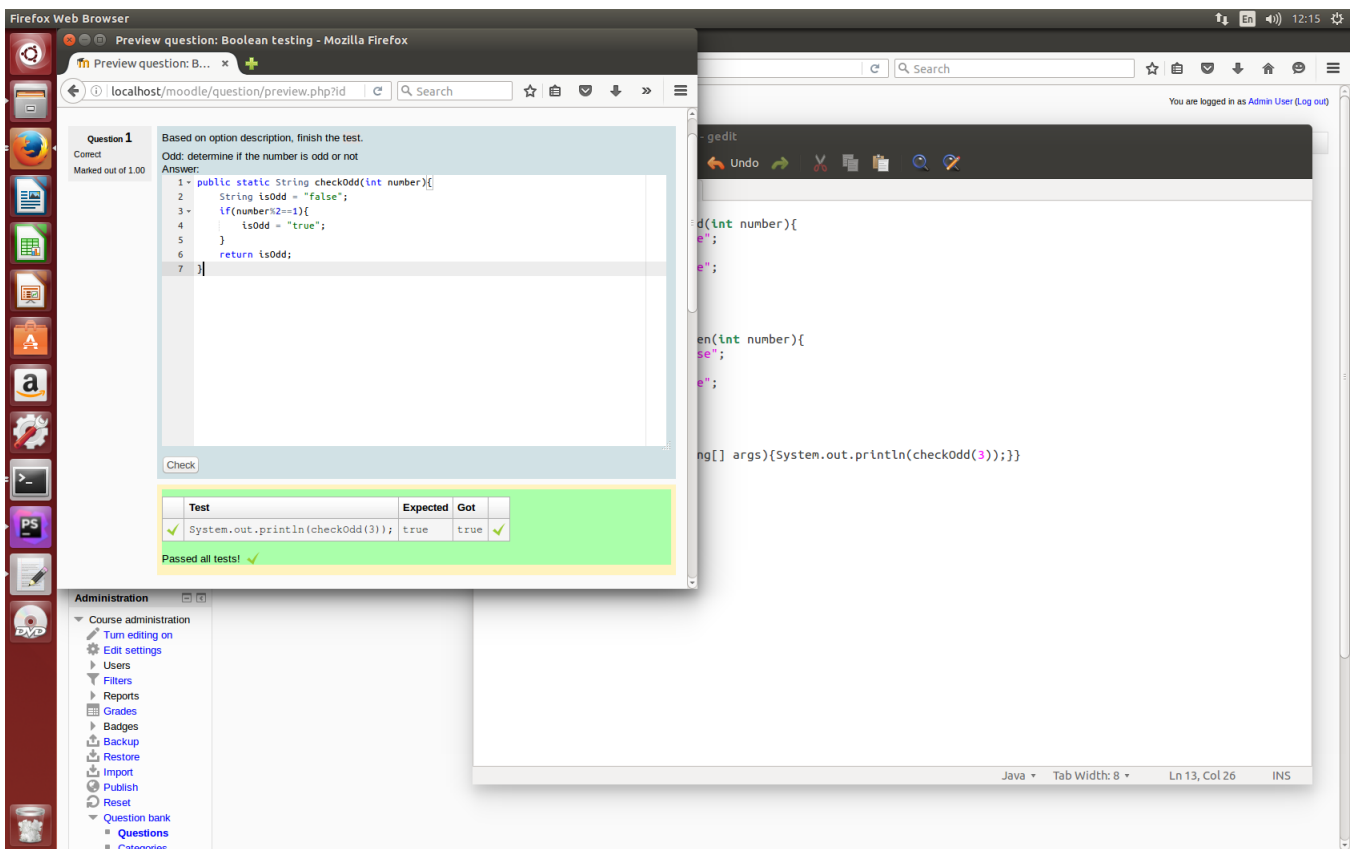 Firefox Web Browser
En 12:15
Preview question: Boolean testing - Mozilla Firefox
Preview question: B... ×
localhost/moodle/question/preview.php?id
Search
»
Search
You are logged in as Admin User (Log out)
Question 1
Correct
Marked out of 1.00
Based on option description, finish the test.
Odd: determine if the number is odd or not
Answer:
1 public static String checkOdd(int number){
2 String isOdd = "false";
3 if(number%2==1){
4 isOdd = "true";
5 }
6 return isOdd;
7 }
Check
Test Expected Got
System.out.println(checkOdd(3)); true true
Passed all tests!
- gedit
Undo
d(int number){
e";
e";
en(int number){
se";
e";
ng[] args){System.out.println(checkOdd(3));}}
Java Tab Width: 8 Ln 13, Col 26 INS
Administration
Course administration
Turn editing on
Edit settings
Users
Filters
Reports
Grades
Badges
Backup
Restore
Import
Publish
Reset
Question bank
Questions
Categories
a
>_
PS
DVD